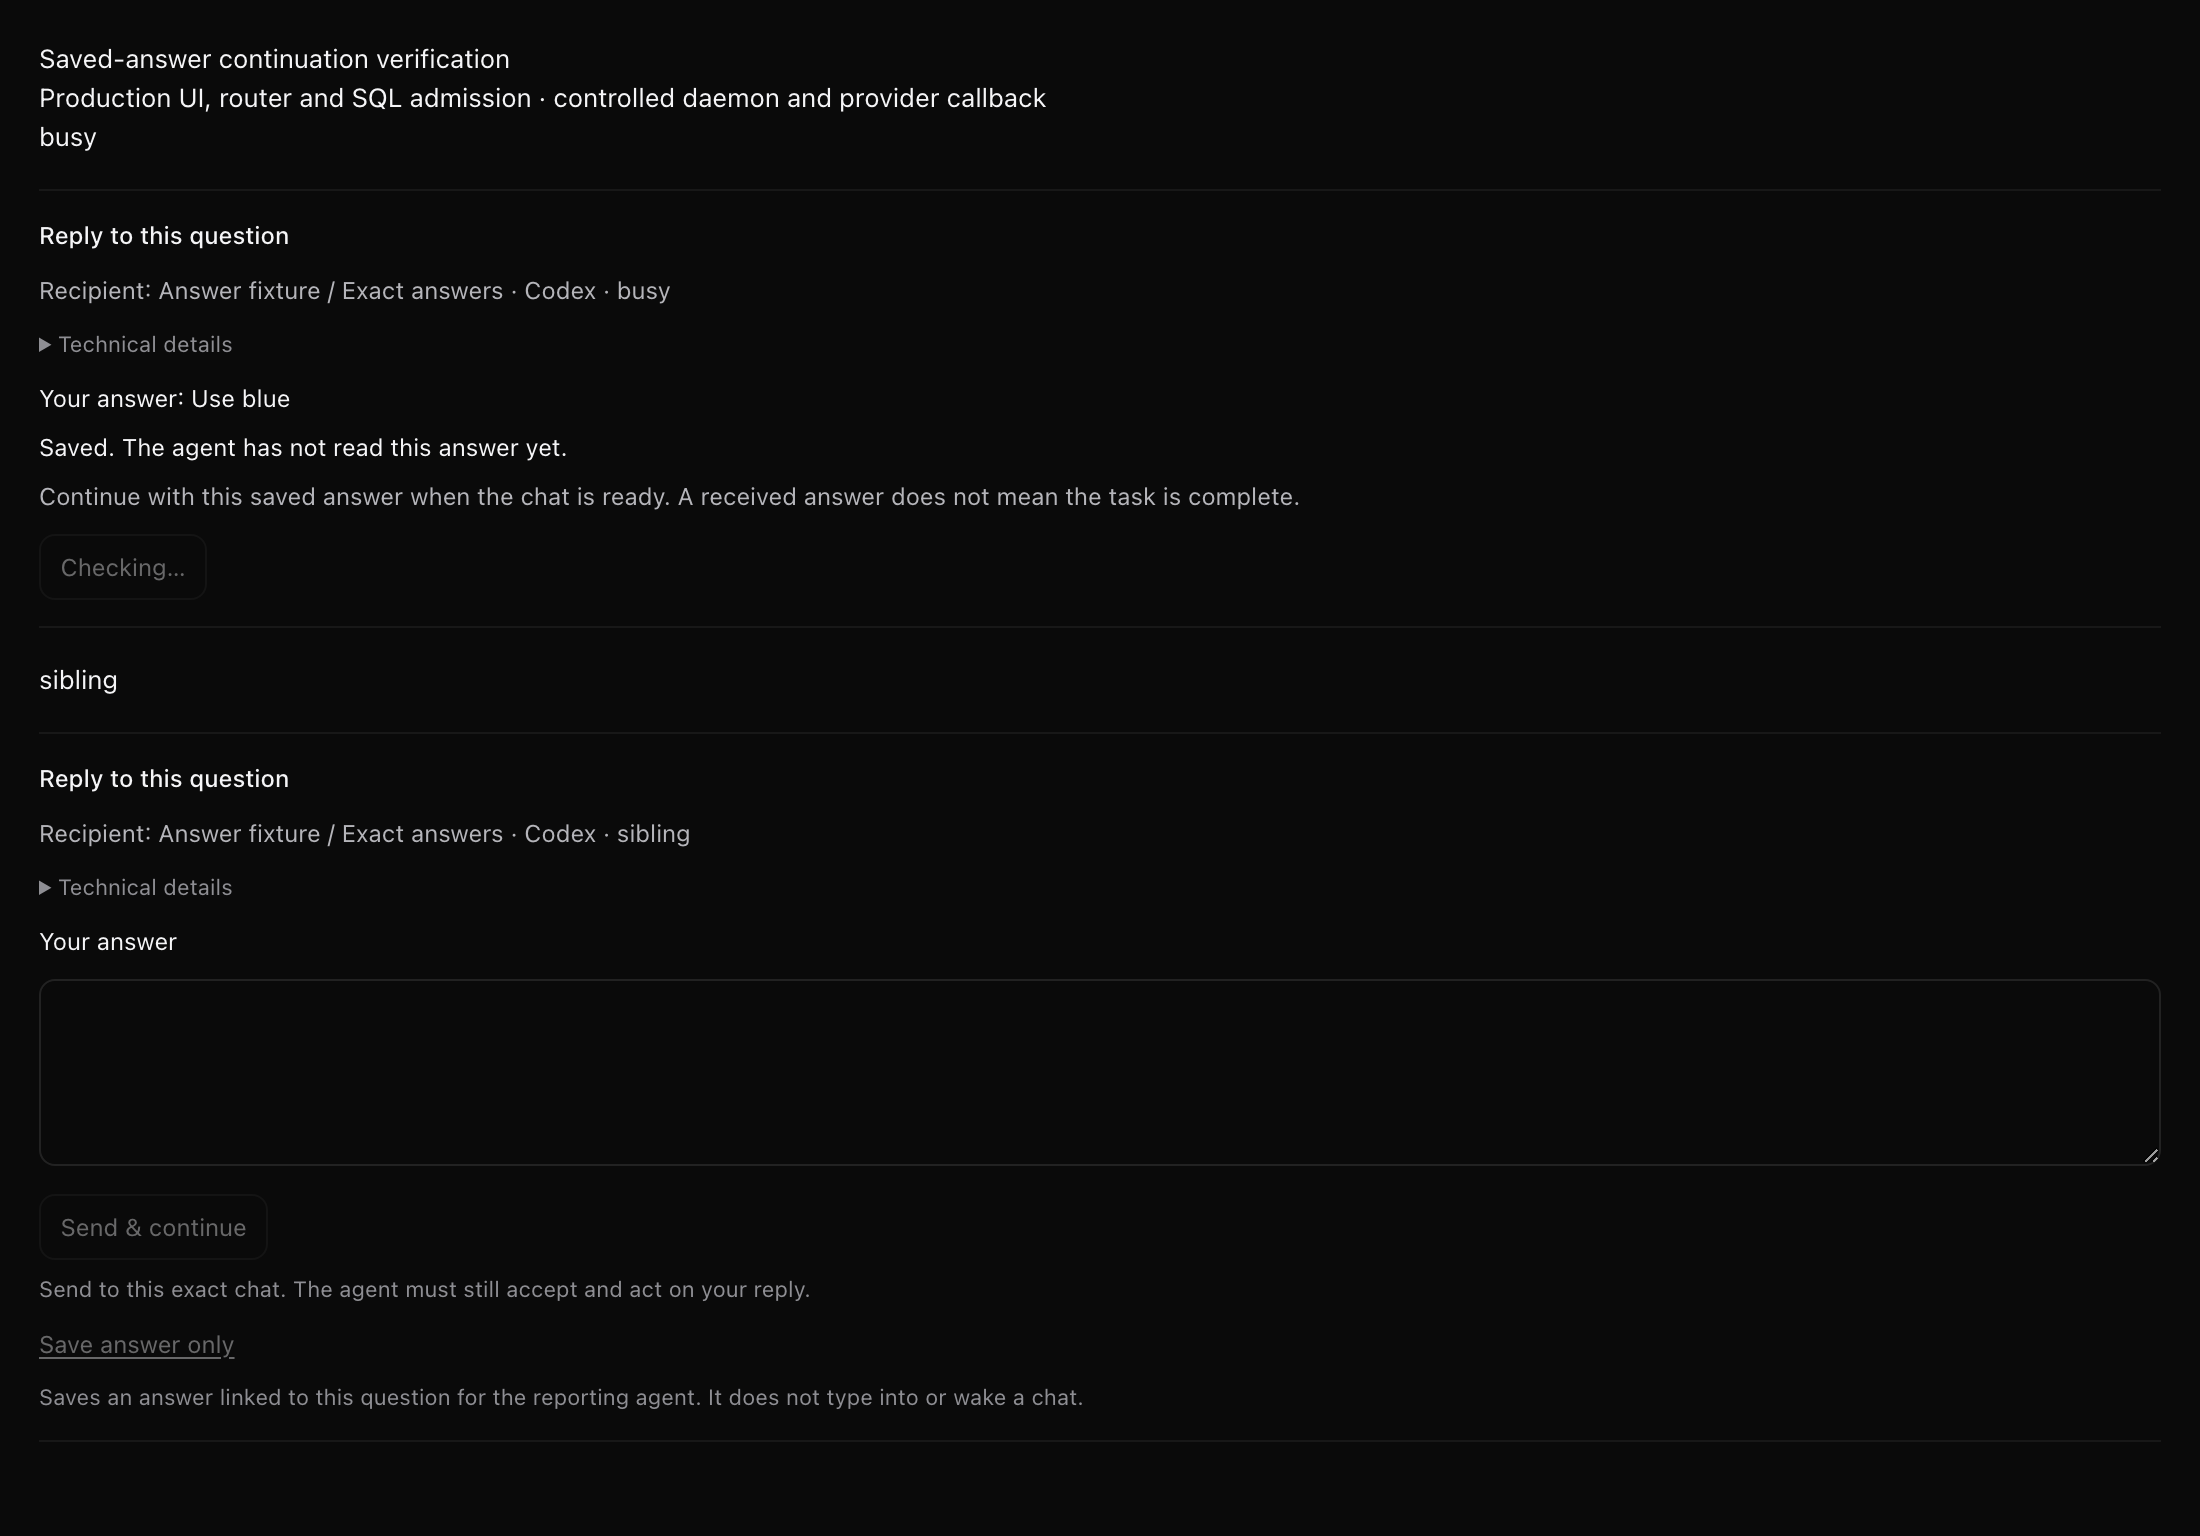 Saved-answer continuation verification
Production UI, router and SQL admission · controlled daemon and provider callback
busy
Reply to this question
Recipient: Answer fixture / Exact answers · Codex · busy
Technical details
Your answer: Use blue
Saved. The agent has not read this answer yet.
Continue with this saved answer when the chat is ready. A received answer does not mean the task is complete.
Checking...
sibling
Reply to this question
Recipient: Answer fixture / Exact answers · Codex · sibling
Technical details
Your answer
Send & continue
Send to this exact chat. The agent must still accept and act on your reply.
Save answer only
Saves an answer linked to this question for the reporting agent. It does not type into or wake a chat.